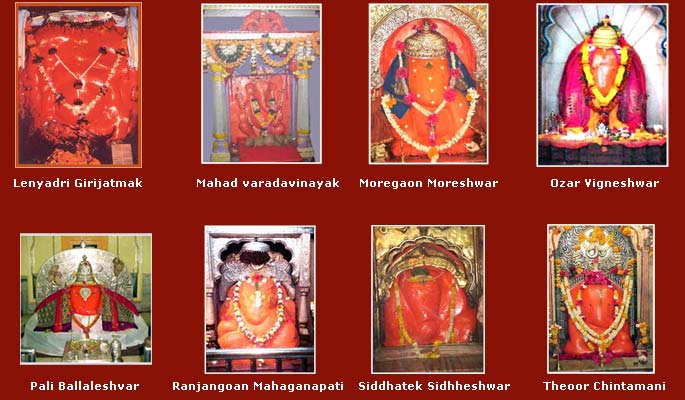 Lenyadri Girijatmak
Mahad varadavinayak
Moregaon Moreshwar
Ozar Vigneshwar
Pali Ballaleshvar
Ranjangoan Mahaganapati
Siddhatek Sidhheshwar
Theoor Chintamani